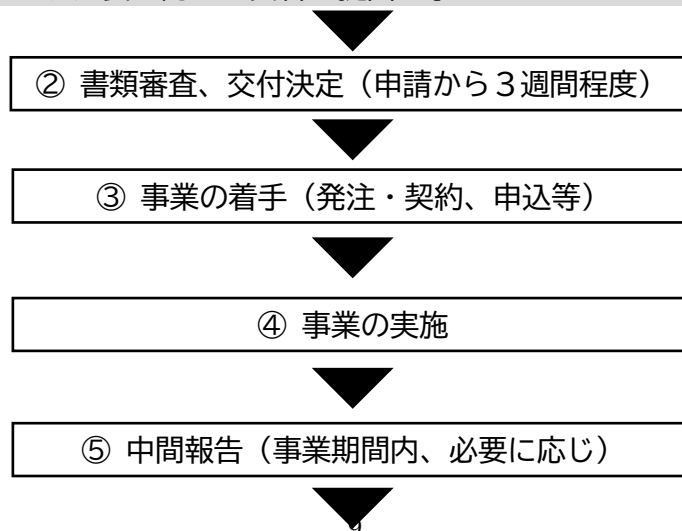 ② 書類審査、交付決定（申請から３週間程度）
③ 事業の着手（発注・契約、申込等）
④ 事業の実施
⑤ 中間報告（事業期間内、必要に応じ）